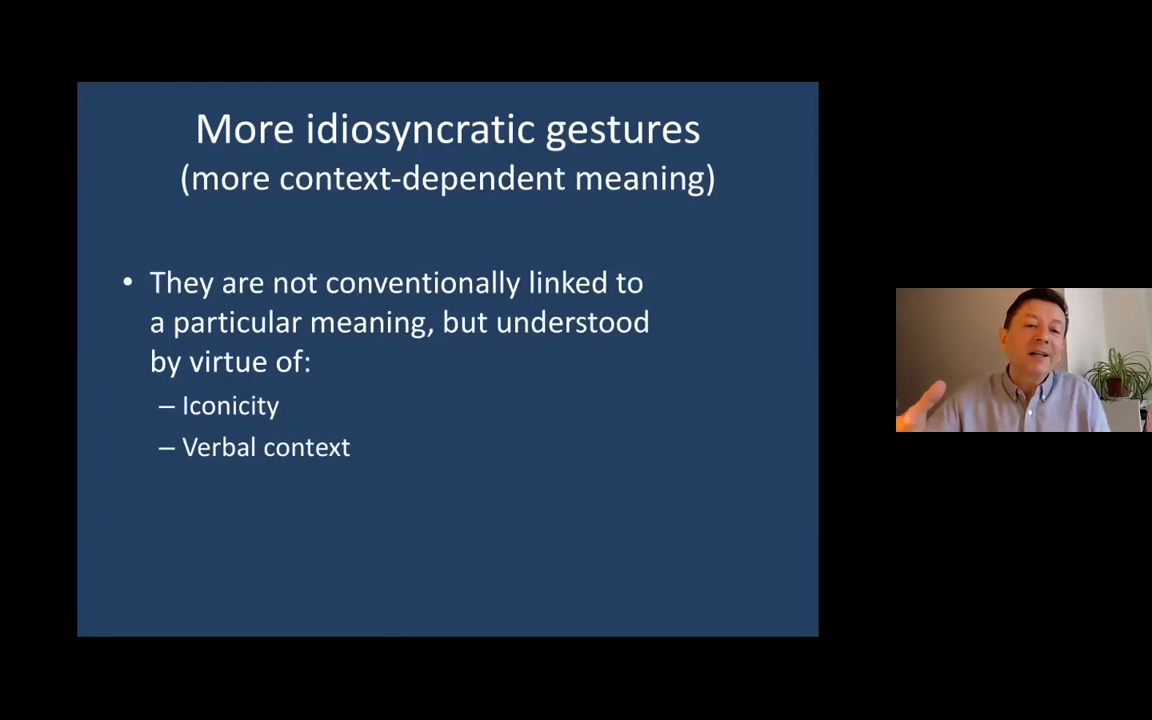 More idiosyncratic gestures
(more context-dependent meaning)
• They are not conventionally linked to
a particular meaning, but understood
by virtue of:
– Iconicity
– Verbal context